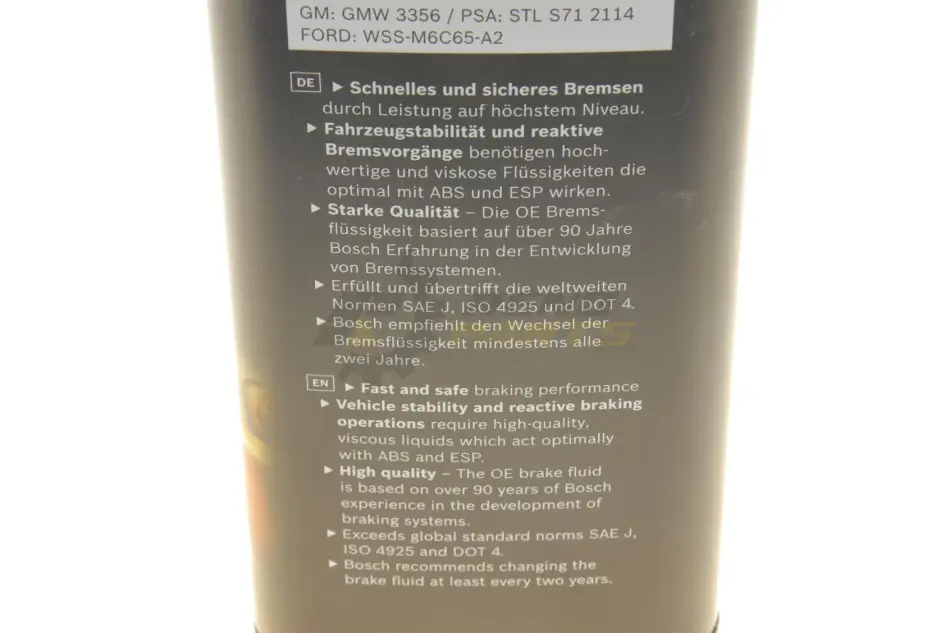 GM: GMW 3356 / PSA: STL S71 2114
FORD: WSS-M6C65-A2
DE ► Schnelles und sicheres Bremsen
durch Leistung auf höchstem Niveau.
► Fahrzeugstabilität und reaktive
Bremsvorgänge benötigen hoch-
wertige und viskose Flüssigkeiten die
optimal mit ABS und ESP wirken.
► Starke Qualität – Die OE Brems-
flüssigkeit basiert auf über 90 Jahre
Bosch Erfahrung in der Entwicklung
von Bremssystemen.
► Erfüllt und übertrifft die weltweiten
Normen SAE J, ISO 4925 und DOT 4.
► Bosch empfiehlt den Wechsel der
Bremsflüssigkeit mindestens alle
zwei Jahre.
EN ► Fast and safe braking performance
► Vehicle stability and reactive braking
operations require high-quality,
viscous liquids which act optimally
with ABS and ESP.
► High quality – The OE brake fluid
is based on over 90 years of Bosch
experience in the development of
braking systems.
► Exceeds global standard norms SAE J,
ISO 4925 and DOT 4.
► Bosch recommends changing the
brake fluid at least every two years.